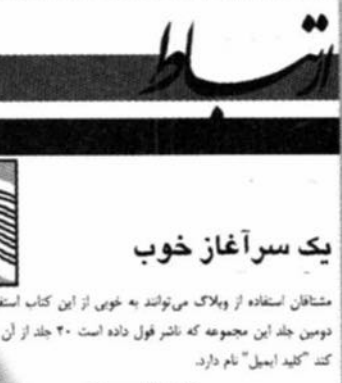 ارتباط
یک سرآغاز خوب
مشتاقان استفاده از وبلاگ می‌توانند به خوبی از این کتاب
دومین جلد این مجموعه که ناشر قول داده است ۲۰ جلد از آن
کند "کلید ایمیل" نام دارد.